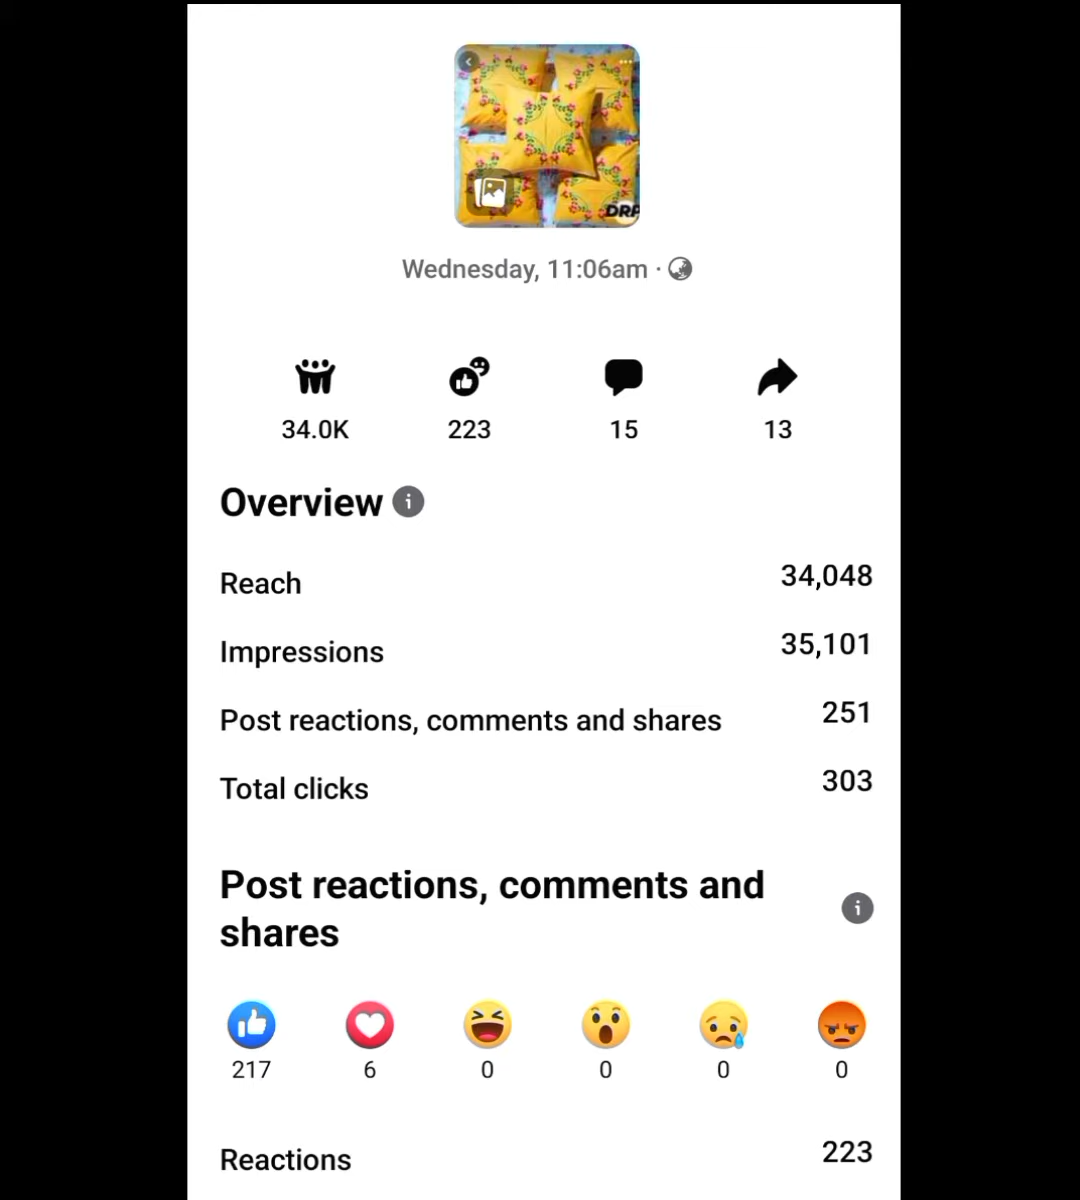 DRP
Wednesday, 11:06am ·
34.0K
223
15
13
Overview
Reach
34,048
Impressions
35,101
Post reactions, comments and shares
251
Total clicks
303
Post reactions, comments and
shares
217
6
0
0
0
0
Reactions
223